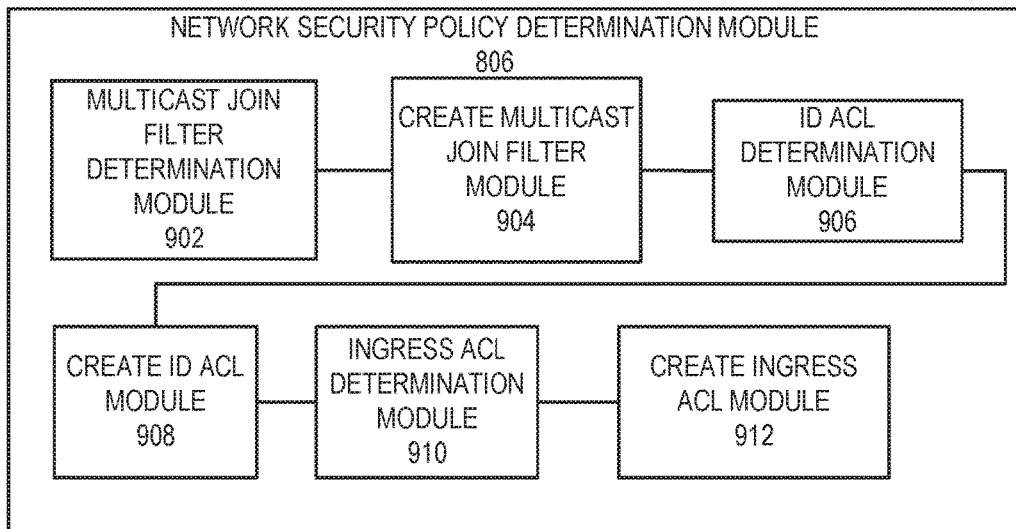 NETWORK SECURITY POLICY DETERMINATION MODULE
806
MULTICAST JOIN
FILTER
DETERMINATION
MODULE
902
CREATE MULTICAST
JOIN FILTER
MODULE
904
ID ACL
DETERMINATION
MODULE
906
CREATE ID ACL
MODULE
908
INGRESS ACL
DETERMINATION
MODULE
910
CREATE INGRESS
ACL MODULE
912